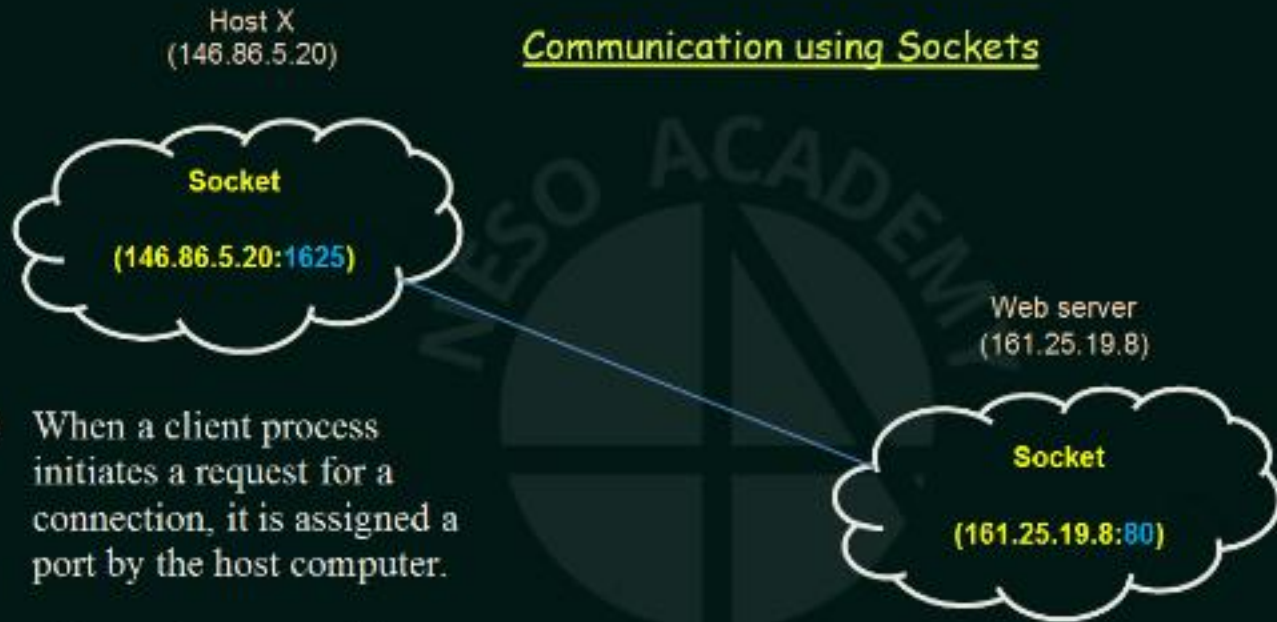 Host X
(146.86.5.20)
Communication using Sockets
Socket
(146.86.5.20:1625)
NESO ACADEMY
Web server
(161.25.19.8)
When a client process
initiates a request for a
connection, it is assigned a
port by the host computer.
Socket
(161.25.19.8:80)